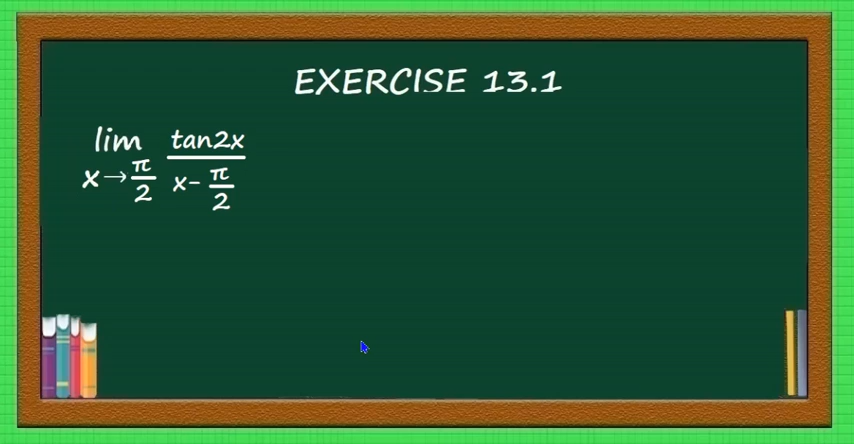 EXERCISE 13.1
lim tan2x
x→π/2 x-π/2